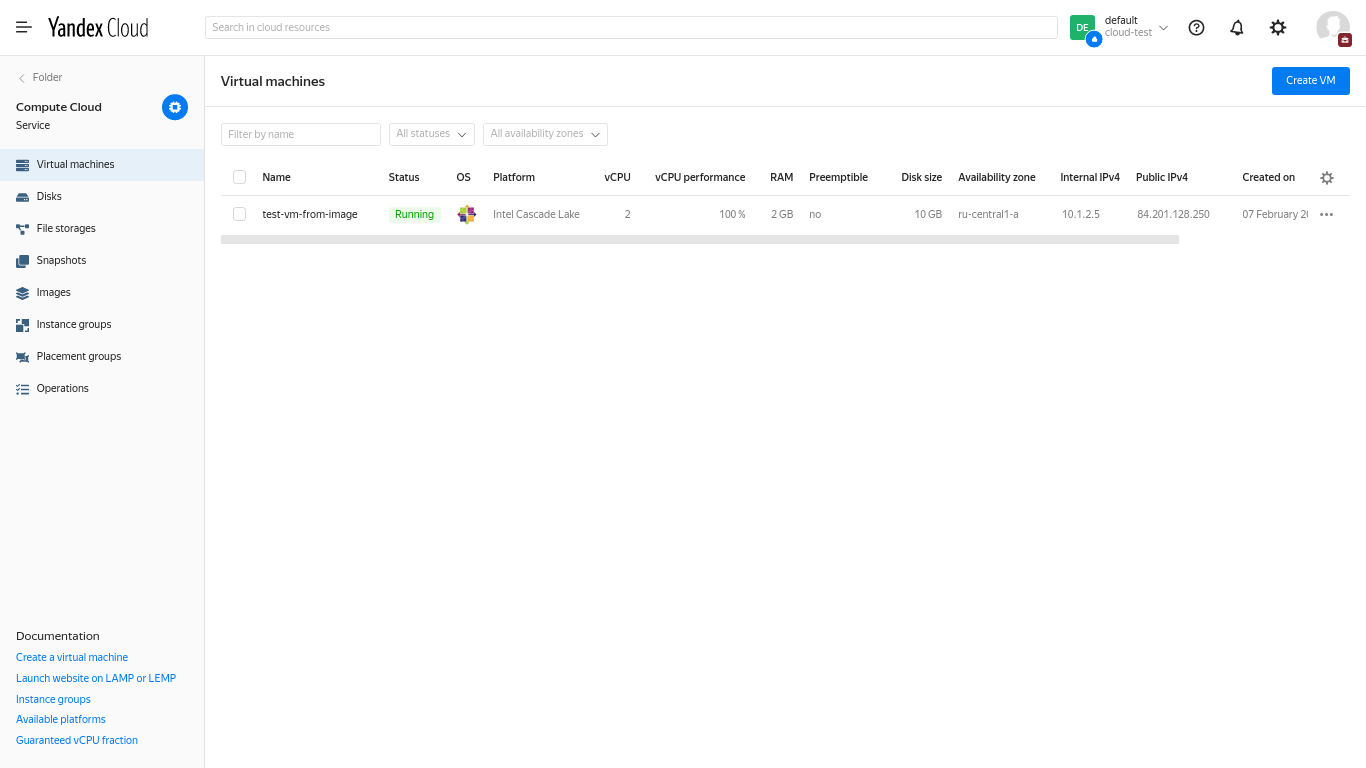 Yandex Cloud
Search in cloud resources
DE
default
cloud-test
Folder
Compute Cloud
Service
Virtual machines
Disks
File storages
Snapshots
Images
Instance groups
Placement groups
Operations
Documentation
Create a virtual machine
Launch website on LAMP or LEMP
Instance groups
Available platforms
Guaranteed vCPU fraction
Virtual machines
Create VM
Filter by name
All statuses
All availability zones
Name Status OS Platform vCPU vCPU performance RAM Preemptible Disk size Availability zone Internal IPv4 Public IPv4 Created on
test-vm-from-image Running Intel Cascade Lake 2 100 % 2 GB no 10 GB ru-central1-a 10.1.2.5 84.201.128.250 07 February